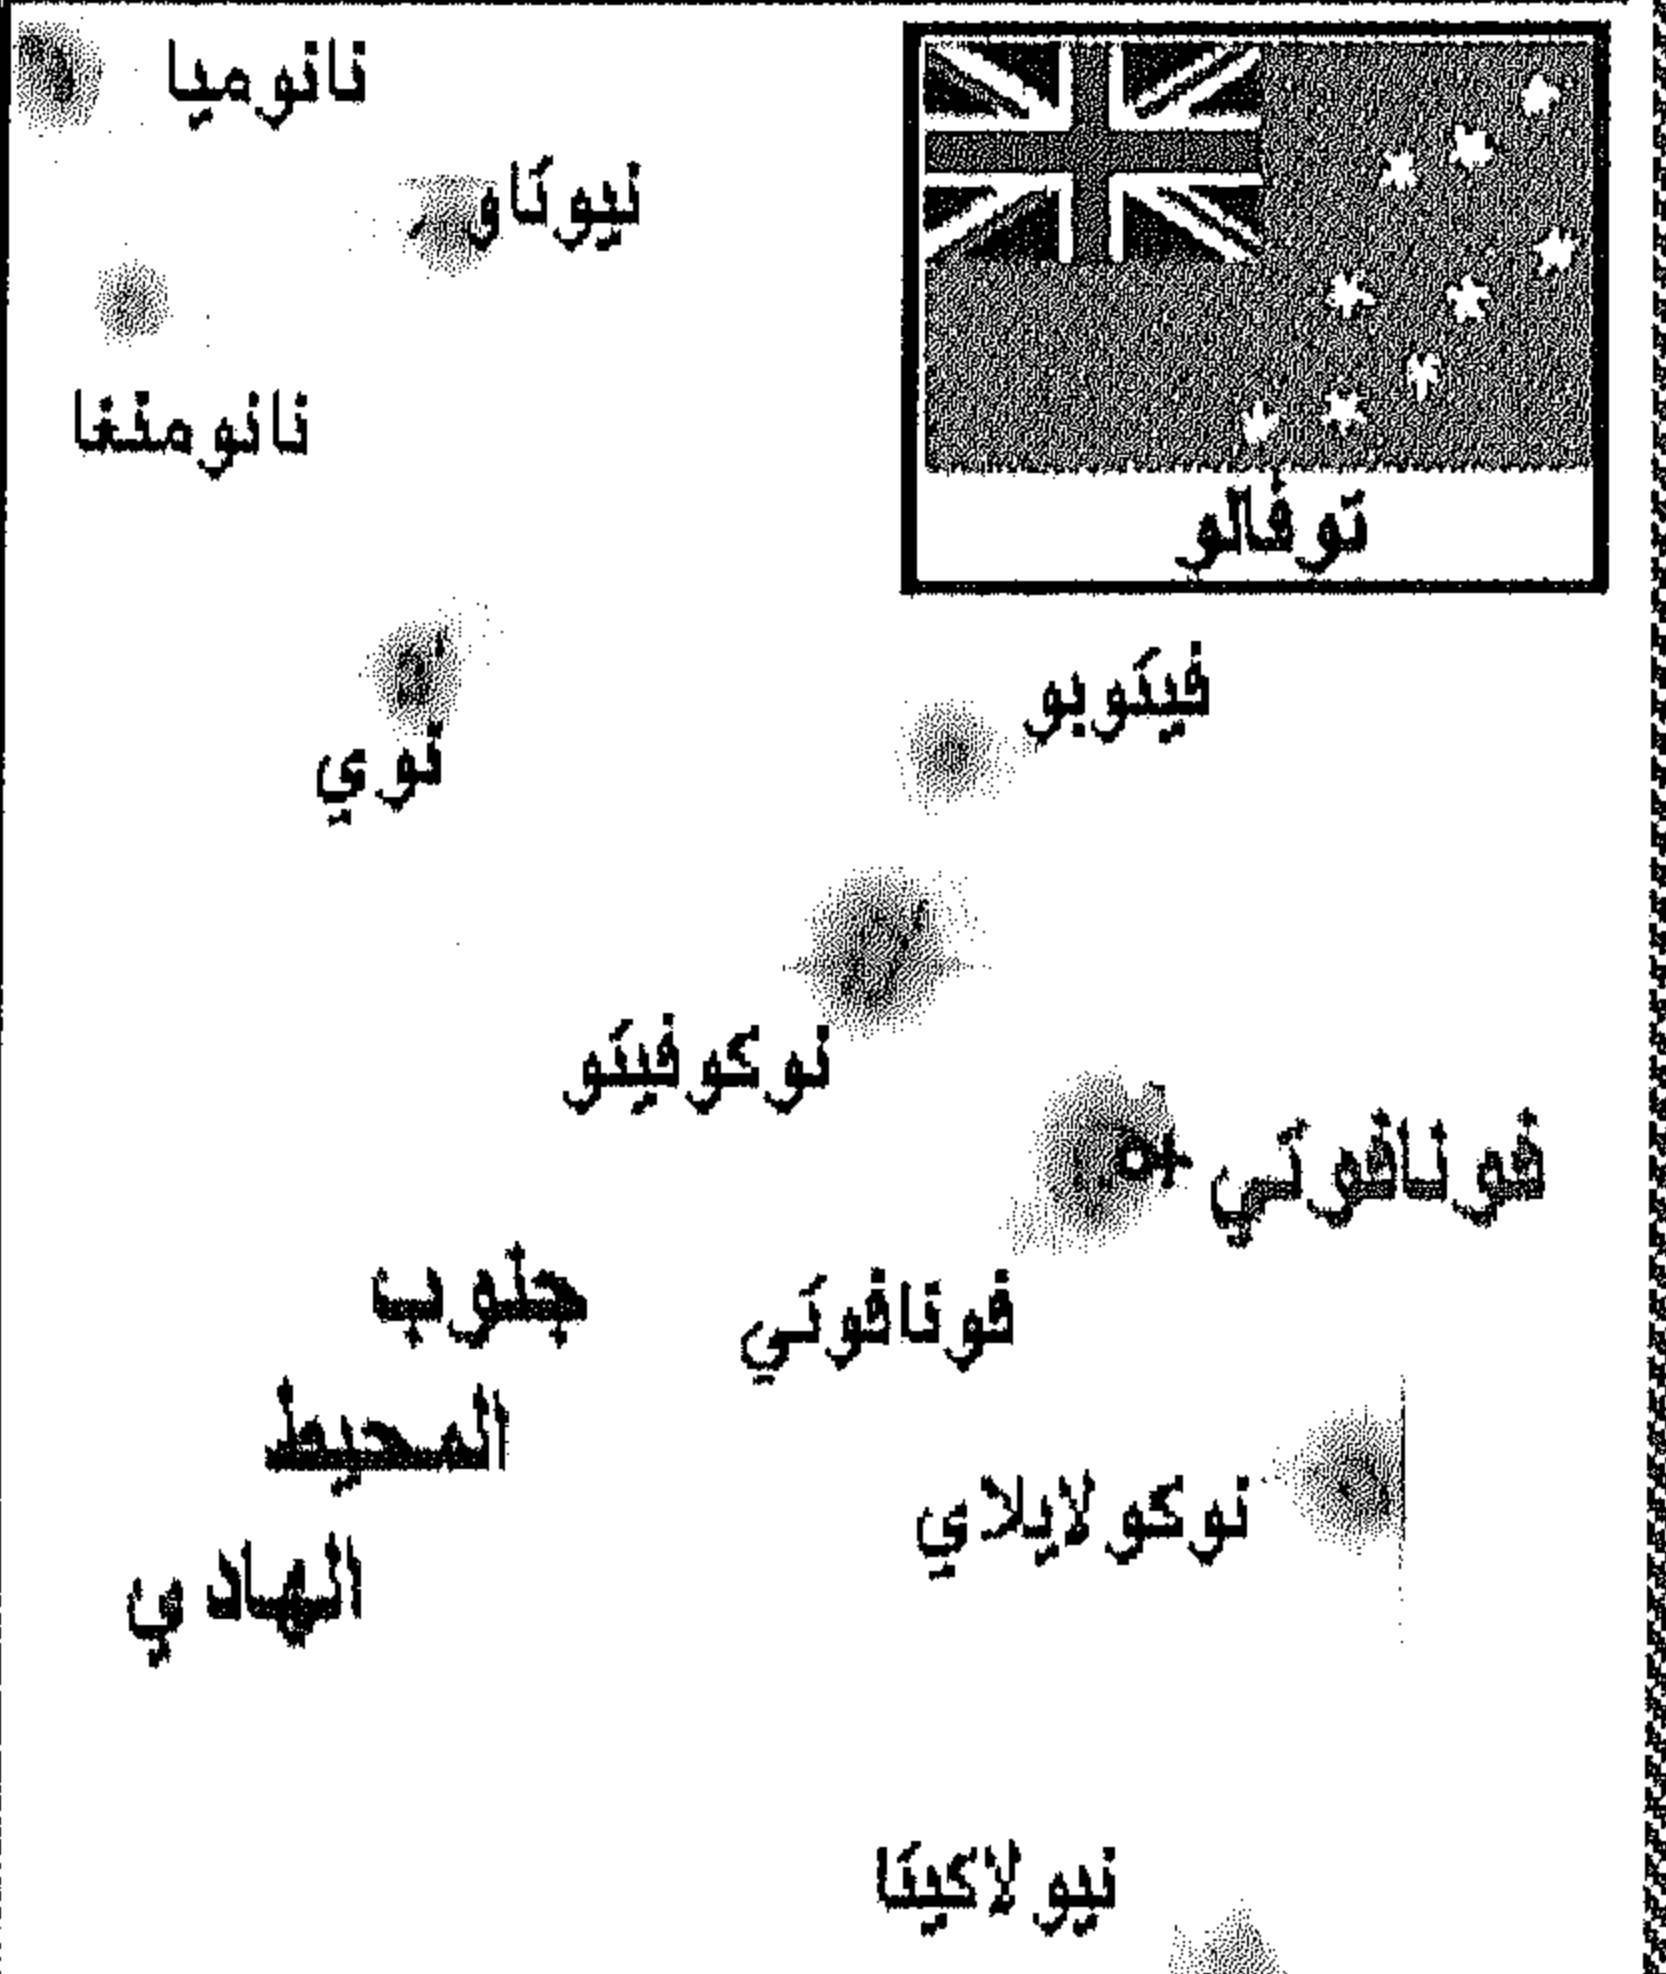 نانوميا
نيوتاو
نانومنغا
توفالو
نوي
فيتوبو
نوكوفيتو
فونافوتي
فونافوتي
جنوب
المحيط
الهادي
نوكولايلاي
نيولاكيتا